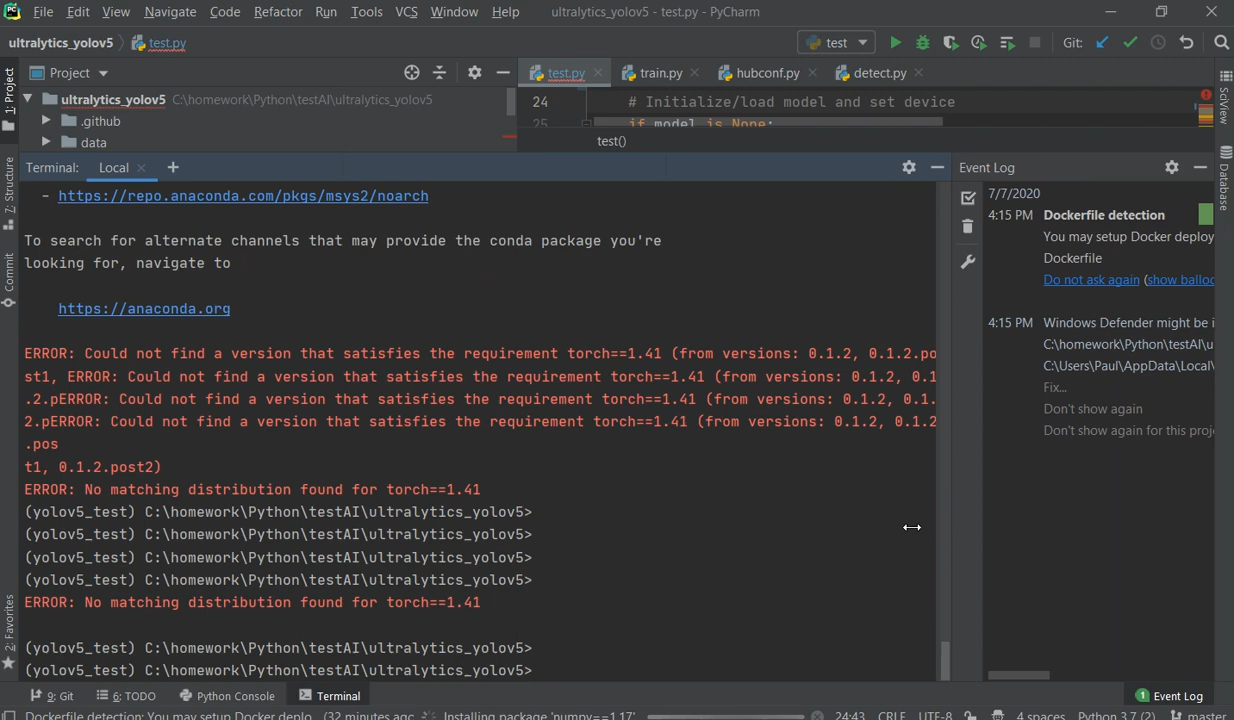 File Edit View Navigate Code Refactor Run Tools VCS Window Help ultralytics_yolov5 - test.py - PyCharm
ultralytics_yolov5 test.py test Git:
Project test.py train.py hubconf.py detect.py
ultralytics_yolov5 C:\homework\Python\testAI\ultralytics_yolov5
.github
data
24 # Initialize/load model and set device
25 if model is None:
test()
1: Project
7: Structure
Commit
2: Favorites
SciView
Database
Terminal: Local +
- https://repo.anaconda.com/pkgs/msys2/noarch
To search for alternate channels that may provide the conda package you're
looking for, navigate to
https://anaconda.org
ERROR: Could not find a version that satisfies the requirement torch==1.41 (from versions: 0.1.2, 0.1.2.po
st1, ERROR: Could not find a version that satisfies the requirement torch==1.41 (from versions: 0.1.2, 0.1
.2.pERROR: Could not find a version that satisfies the requirement torch==1.41 (from versions: 0.1.2, 0.1.
2.pERROR: Could not find a version that satisfies the requirement torch==1.41 (from versions: 0.1.2, 0.1.2
.pos
t1, 0.1.2.post2)
ERROR: No matching distribution found for torch==1.41
(yolov5_test) C:\homework\Python\testAI\ultralytics_yolov5>
(yolov5_test) C:\homework\Python\testAI\ultralytics_yolov5>
(yolov5_test) C:\homework\Python\testAI\ultralytics_yolov5>
(yolov5_test) C:\homework\Python\testAI\ultralytics_yolov5>
ERROR: No matching distribution found for torch==1.41
(yolov5_test) C:\homework\Python\testAI\ultralytics_yolov5>
(yolov5_test) C:\homework\Python\testAI\ultralytics_yolov5>
Event Log
7/7/2020
4:15 PM Dockerfile detection
You may setup Docker deploy
Dockerfile
Do not ask again (show balloo
4:15 PM Windows Defender might be i
C:\homework\Python\testAI\u
C:\Users\Paul\AppData\Local\
Fix...
Don't show again
Don't show again for this proj
9: Git 6: TODO Python Console Terminal 1 Event Log
Dockerfile detection: You may setup Docker deplo... (32 minutes ago) Installing package 'numpy==1.17' 24:43 CRLF UTF-8 4 spaces Python 3.7 (2) master